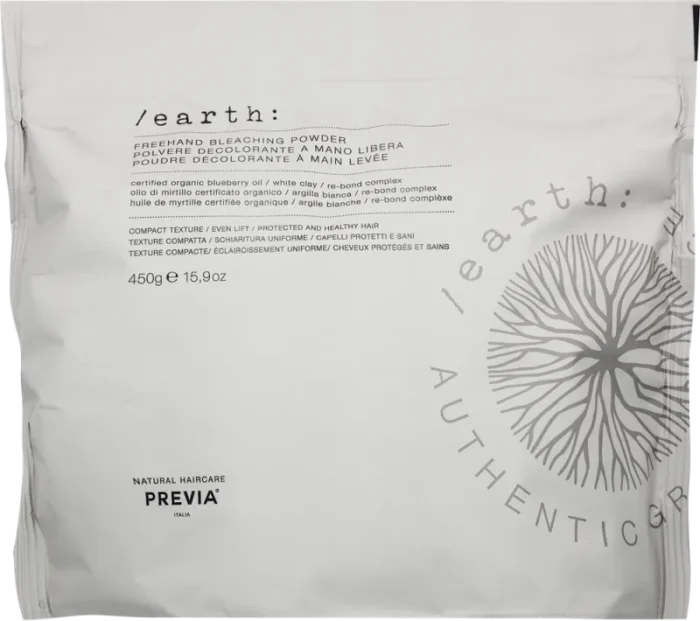 /earth:
FREEHAND BLEACHING POWDER
POLVERE DECOLORANTE A MANO LIBERA
POUDRE DÉCOLORANTE À MAIN LEVÉE
certified organic blueberry oil / white clay / re-bond complex
olio di mirtillo certificato organico / argilla bianca / re-bond complex
huile de myrtille certifiée organique / argile blanche / re-bond complèxe
COMPACT TEXTURE / EVEN LIFT / PROTECTED AND HEALTHY HAIR
TEXTURE COMPATTA / SCHIARITURA UNIFORME / CAPELLI PROTETTI E SANI
TEXTURE COMPACTE/ ÉCLAIRCISSEMENT UNIFORME/ CHEVEUX PROTÉGÉS ET SAINS
450g e 15,9oz
/earth:
AUTHENTICGR
NATURAL HAIRCARE
PREVIA®
ITALIA